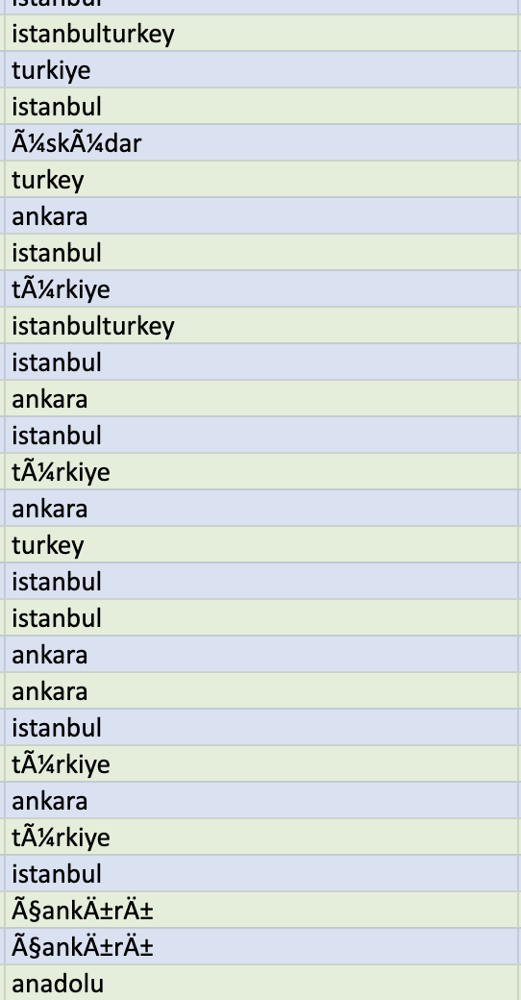 istanbul
istanbulturkey
turkiye
istanbul
Ã¼skÃ¼dar
turkey
ankara
istanbul
tÃ¼rkiye
istanbulturkey
istanbul
ankara
istanbul
tÃ¼rkiye
ankara
turkey
istanbul
istanbul
ankara
ankara
istanbul
tÃ¼rkiye
ankara
tÃ¼rkiye
istanbul
Ã§ankÄ±rÄ±
Ã§ankÄ±rÄ±
anadolu